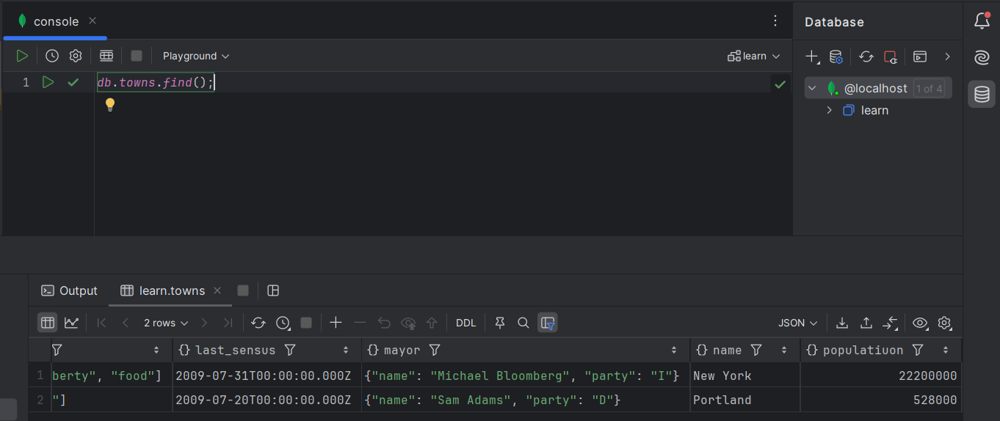 console
Database
Playground
learn
1 db.towns.find();
@localhost 1 of 4
learn
Output learn.towns
2 rows DDL JSON
last_sensus mayor name populatiuon
1 berty", "food"] 2009-07-31T00:00:00.000Z {"name": "Michael Bloomberg", "party": "I"} New York 22200000
2 "] 2009-07-20T00:00:00.000Z {"name": "Sam Adams", "party": "D"} Portland 528000